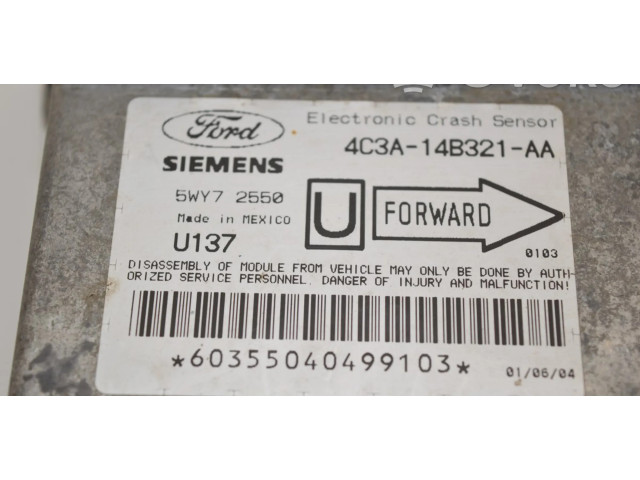 Ford
Electronic Crash Sensor
SIEMENS
4C3A-14B321-AA
5WY7 2550
Made in MEXICO
U137
U
FORWARD
0103
DISASSEMBLY OF MODULE FROM VEHICLE MAY ONLY BE DONE BY AUTH-
ORIZED SERVICE PERSONNEL. DANGER OF INJURY AND MALFUNCTION!
*60355040499103*
01/06/04